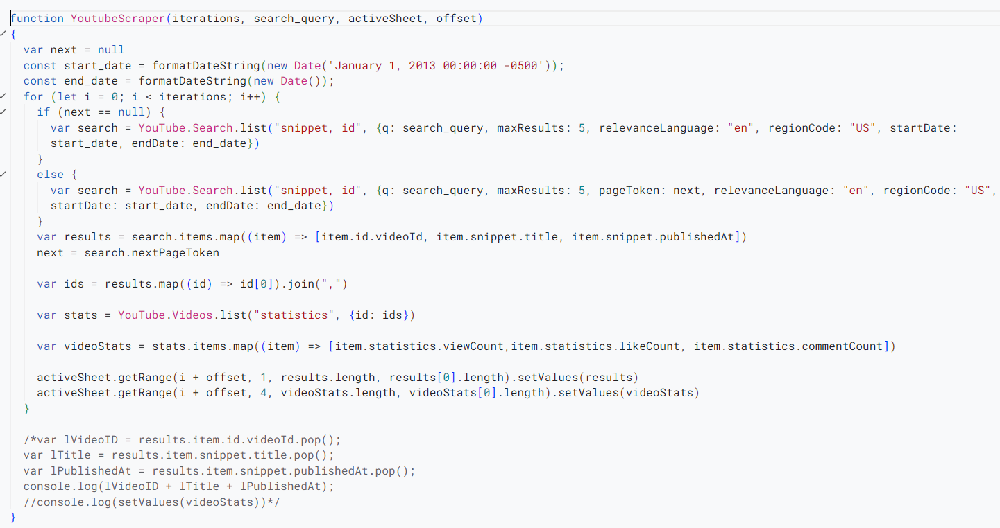 function YoutubeScraper(iterations, search_query, activeSheet, offset)
{
var next = null
const start_date = formatDateString(new Date('January 1, 2013 00:00:00 -0500'));
const end_date = formatDateString(new Date());
for (let i = 0; i < iterations; i++) {
if (next == null) {
var search = YouTube.Search.list("snippet, id", {q: search_query, maxResults: 5, relevanceLanguage: "en", regionCode: "US", startDate:
start_date, endDate: end_date})
}
else {
var search = YouTube.Search.list("snippet, id", {q: search_query, maxResults: 5, pageToken: next, relevanceLanguage: "en", regionCode: "US",
startDate: start_date, endDate: end_date})
}
var results = search.items.map((item) => [item.id.videoId, item.snippet.title, item.snippet.publishedAt])
next = search.nextPageToken
var ids = results.map((id) => id[0]).join(",")
var stats = YouTube.Videos.list("statistics", {id: ids})
var videoStats = stats.items.map((item) => [item.statistics.viewCount,item.statistics.likeCount, item.statistics.commentCount])
activeSheet.getRange(i + offset, 1, results.length, results[0].length).setValues(results)
activeSheet.getRange(i + offset, 4, videoStats.length, videoStats[0].length).setValues(videoStats)
}
/*var lVideoID = results.item.id.videoId.pop();
var lTitle = results.item.snippet.title.pop();
var lPublishedAt = results.item.snippet.publishedAt.pop();
console.log(lVideoID + lTitle + lPublishedAt);
//console.log(setValues(videoStats))*/
}